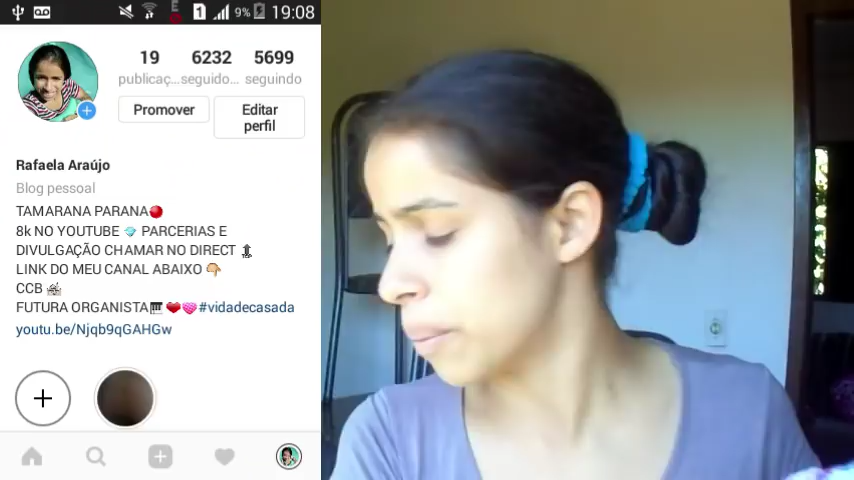 E 1 9% 19:08
19 6232 5699
publicaç... seguido... seguindo
Promover
Editar perfil
Rafaela Araújo
Blog pessoal
TAMARANA PARANA
8k NO YOUTUBE PARCERIAS E
DIVULGAÇÃO CHAMAR NO DIRECT
LINK DO MEU CANAL ABAIXO
CCB
FUTURA ORGANISTA #vidadecasada
youtu.be/Njqb9qGAHGw